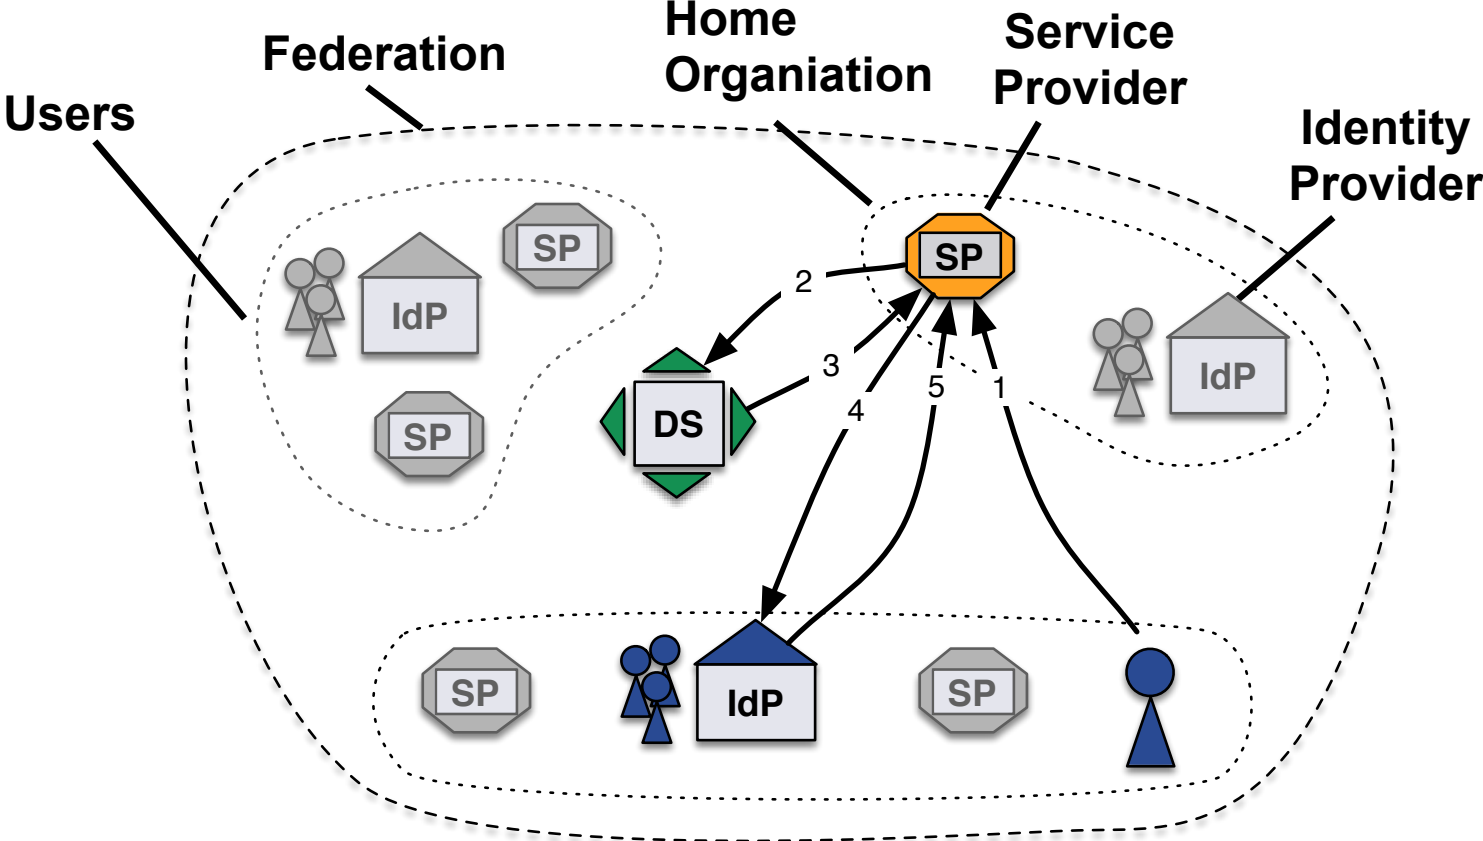 Home
Organiation
Service
Provider
Federation
Users
Identity
Provider
SP
SP
2
IdP
3
5
1
IdP
4
DS
SP
SP
IdP
SP